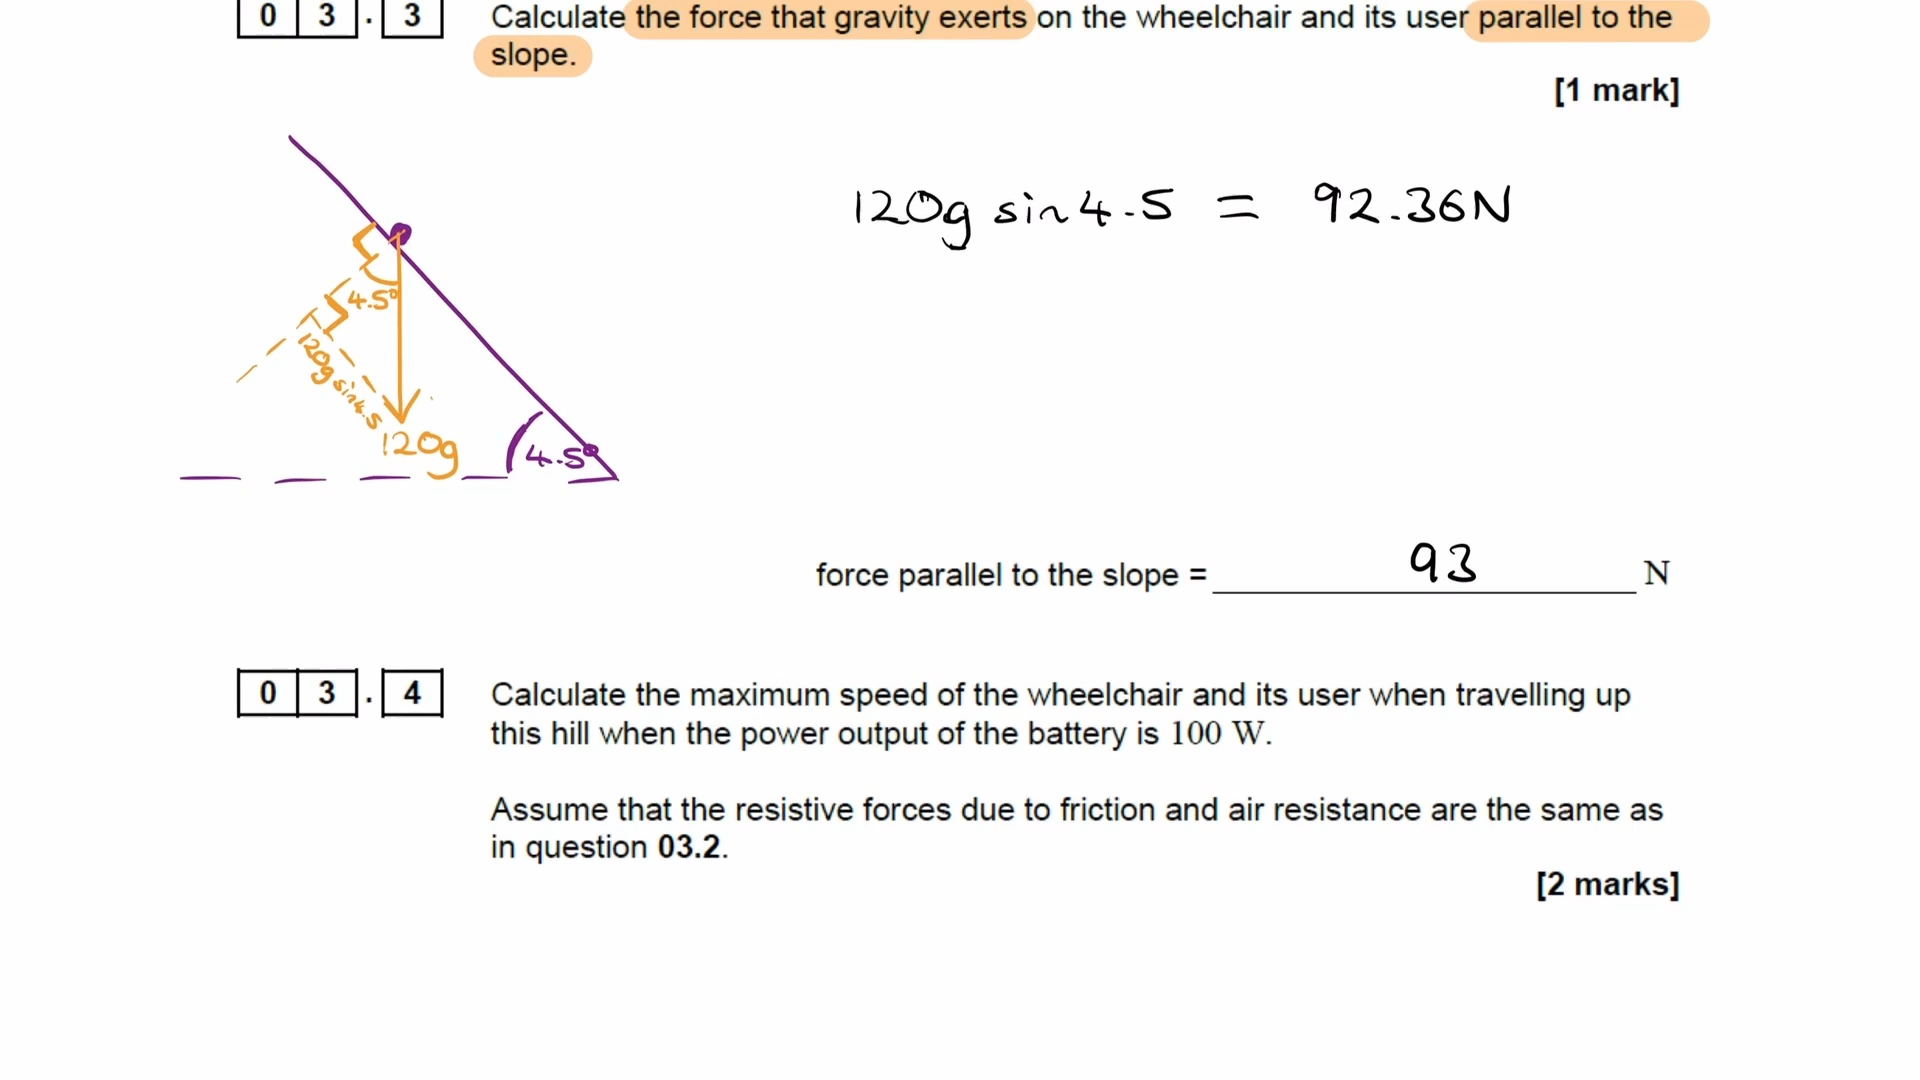 0 3 . 3 Calculate the force that gravity exerts on the wheelchair and its user parallel to the
slope.
[1 mark]
120g sin 4.5 = 92.36N
4.5°
120g sin 4.5
120g
4.5°
force parallel to the slope = 93 N
0 3 . 4 Calculate the maximum speed of the wheelchair and its user when travelling up
this hill when the power output of the battery is 100 W.
Assume that the resistive forces due to friction and air resistance are the same as
in question 03.2.
[2 marks]